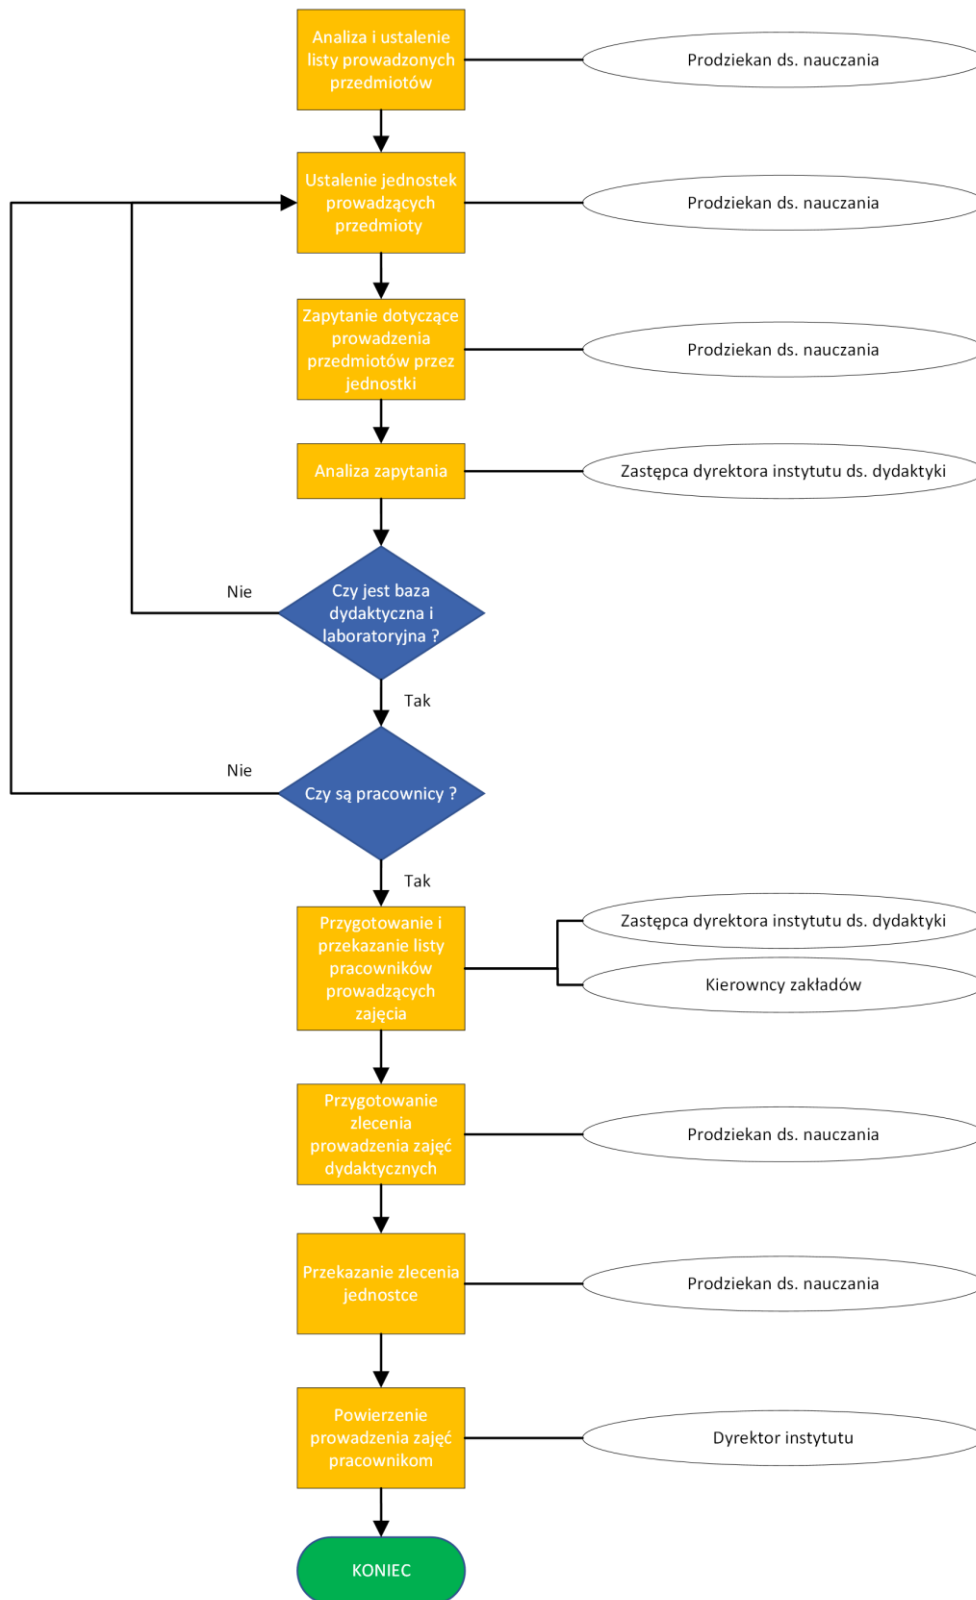 Analiza i ustalenie
listy prowadzonych
przedmiotów
Prodziekan ds. nauczania
Ustalenie jednostek
prowadzących
przedmioty
Prodziekan ds. nauczania
Zapytanie dotyczące
prowadzenia
przedmiotów przez
jednostki
Prodziekan ds. nauczania
Analiza zapytania
Zastępca dyrektora instytutu ds. dydaktyki
Nie
Czy jest baza
dydaktyczna i
laboratoryjna ?
Tak
Nie
Czy są pracownicy ?
Tak
Przygotowanie i
przekazanie listy
pracowników
prowadzących
zajęcia
Zastępca dyrektora instytutu ds. dydaktyki
Kierowncy zakładów
Przygotowanie
zlecenia
prowadzenia zajęć
dydaktycznych
Prodziekan ds. nauczania
Przekazanie zlecenia
jednostce
Prodziekan ds. nauczania
Powierzenie
prowadzenia zajęć
pracownikom
Dyrektor instytutu
KONIEC